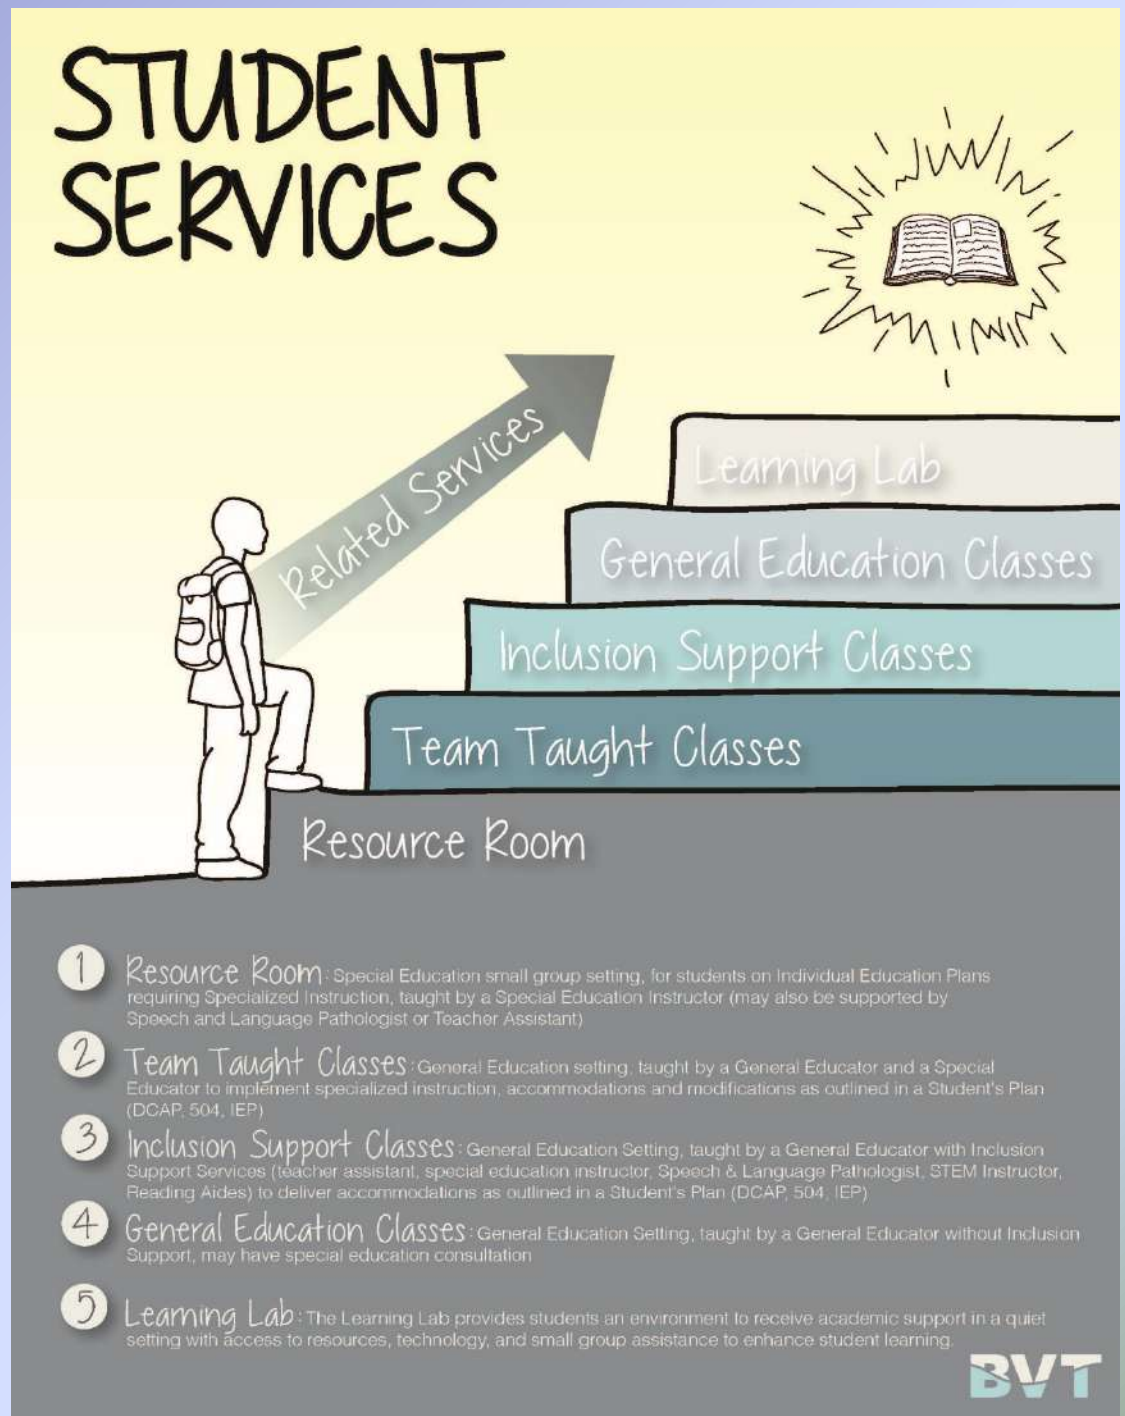 STUDENT
SERVICES
Related Services
Learning Lab
General Education Classes
Inclusion Support Classes
Team Taught Classes
Resource Room
1 Resource Room: Special Education small group setting, for students on Individual Education Plans
requiring Specialized Instruction, taught by a Special Education Instructor (may also be supported by
Speech and Language Pathologist or Teacher Assistant)
2 Team Taught Classes: General Education setting, taught by a General Educator and a Special
Educator to implement specialized instruction, accommodations and modifications as outlined in a Student's Plan
(DCAP, 504, IEP)
3 Inclusion Support Classes: General Education Setting, taught by a General Educator with Inclusion
Support Services (teacher assistant, special education instructor, Speech & Language Pathologist, STEM Instructor,
Reading Aides) to deliver accommodations as outlined in a Student's Plan (DCAP, 504, IEP)
4 General Education Classes: General Education Setting, taught by a General Educator without Inclusion
Support, may have special education consultation
5 Learning Lab: The Learning Lab provides students an environment to receive academic support in a quiet
setting with access to resources, technology, and small group assistance to enhance student learning.
BVT